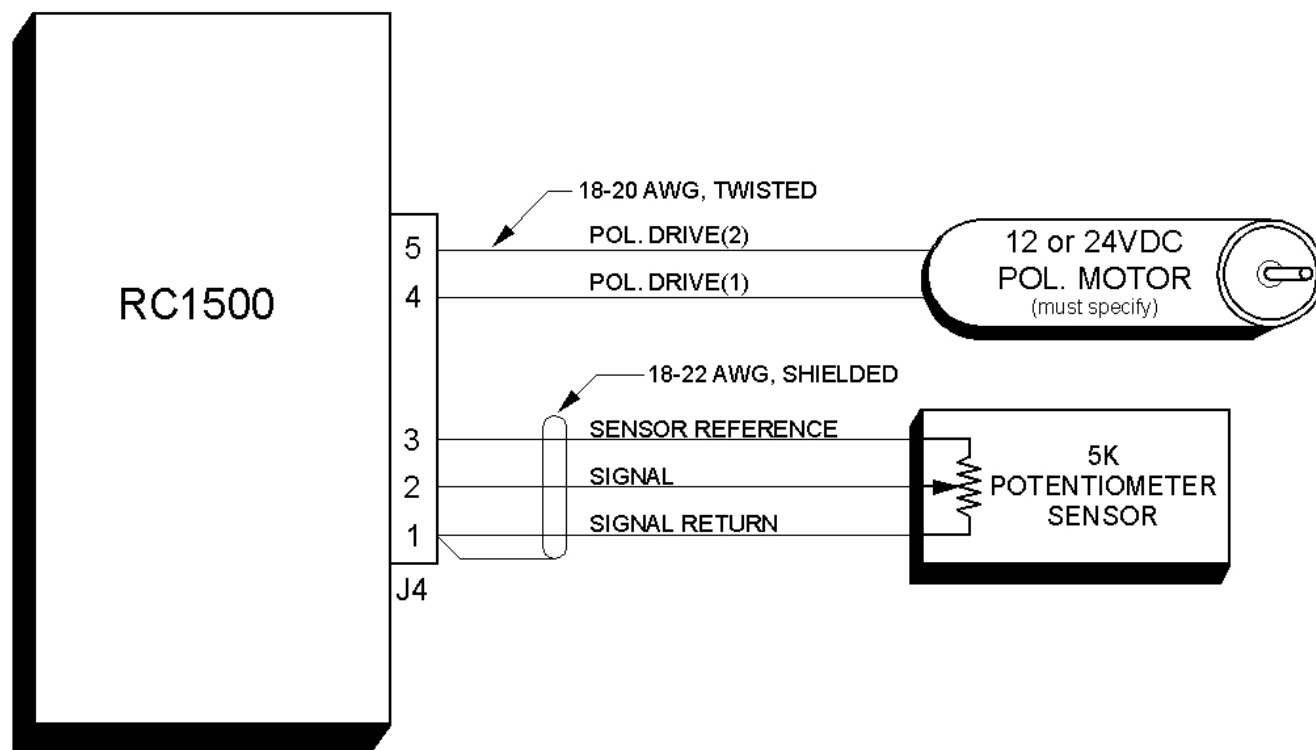 RC1500
18-20 AWG, TWISTED
5
POL. DRIVE(2)
4
POL. DRIVE(1)
12 or 24VDC
POL. MOTOR
(must specify)
18-22 AWG, SHIELDED
3
SENSOR REFERENCE
2
SIGNAL
1
SIGNAL RETURN
J4
5K
POTENTIOMETER
SENSOR